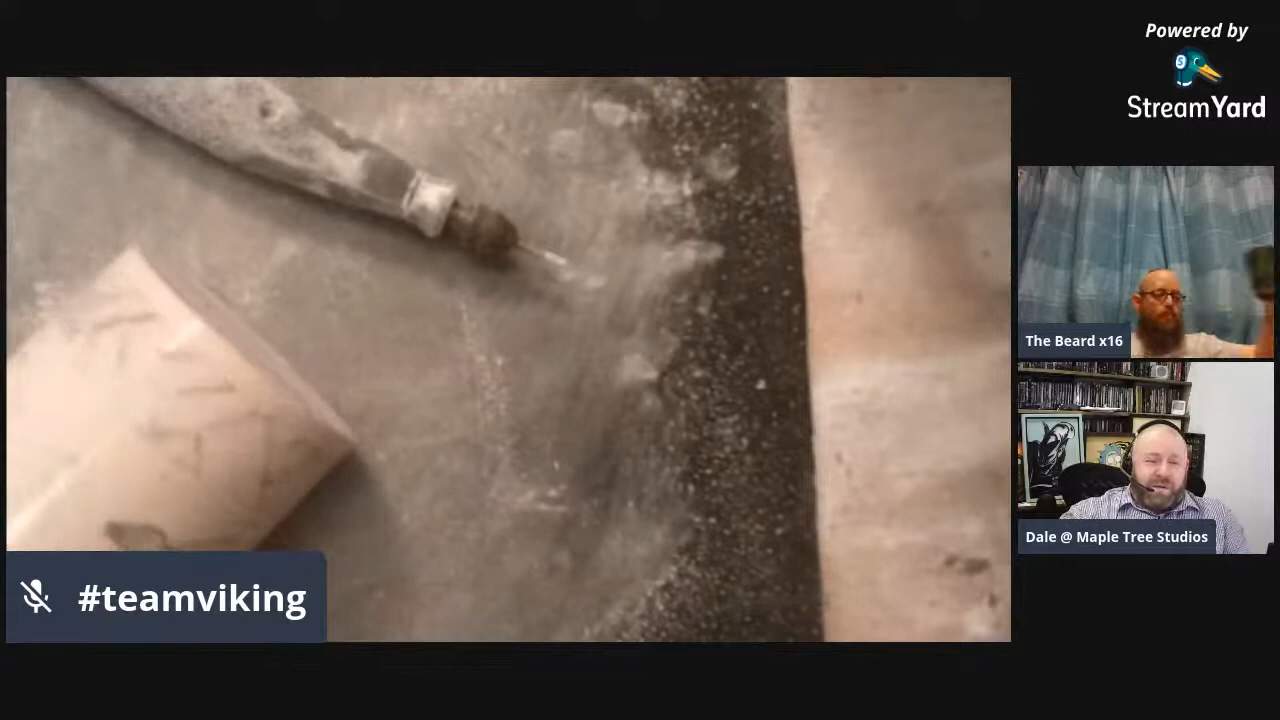 Powered by
StreamYard
The Beard x16
Dale @ Maple Tree Studios
#teamviking